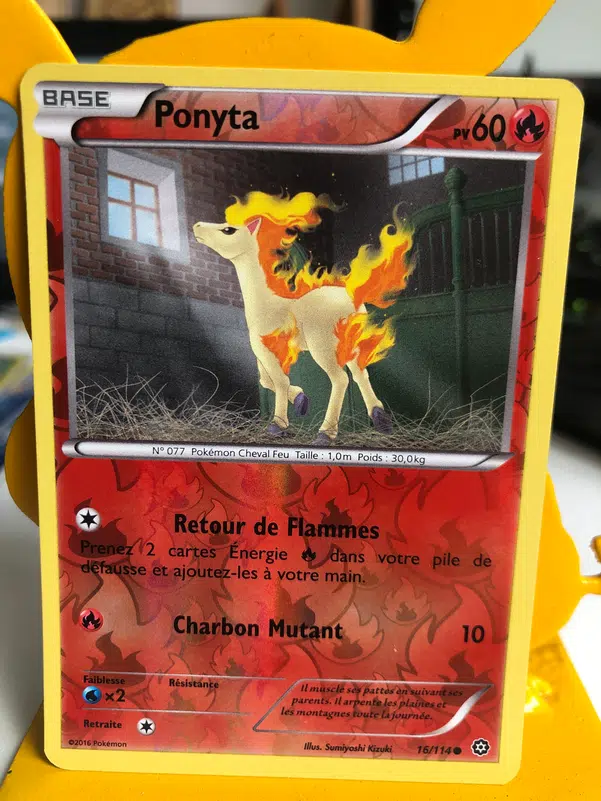 BASE
Ponyta
PV60
N° 077 Pokémon Cheval Feu Taille : 1,0m Poids : 30,0kg
Retour de Flammes
Prenez 2 cartes Énergie dans votre pile de
défausse et ajoutez-les à votre main.
Charbon Mutant 10
Faiblesse Résistance
×2
Retraite
Il muscle ses pattes en suivant ses
parents. Il arpente les plaines et
les montagnes toute la journée.
©2016 Pokémon
Illus. Sumiyoshi Kizuki
16/114